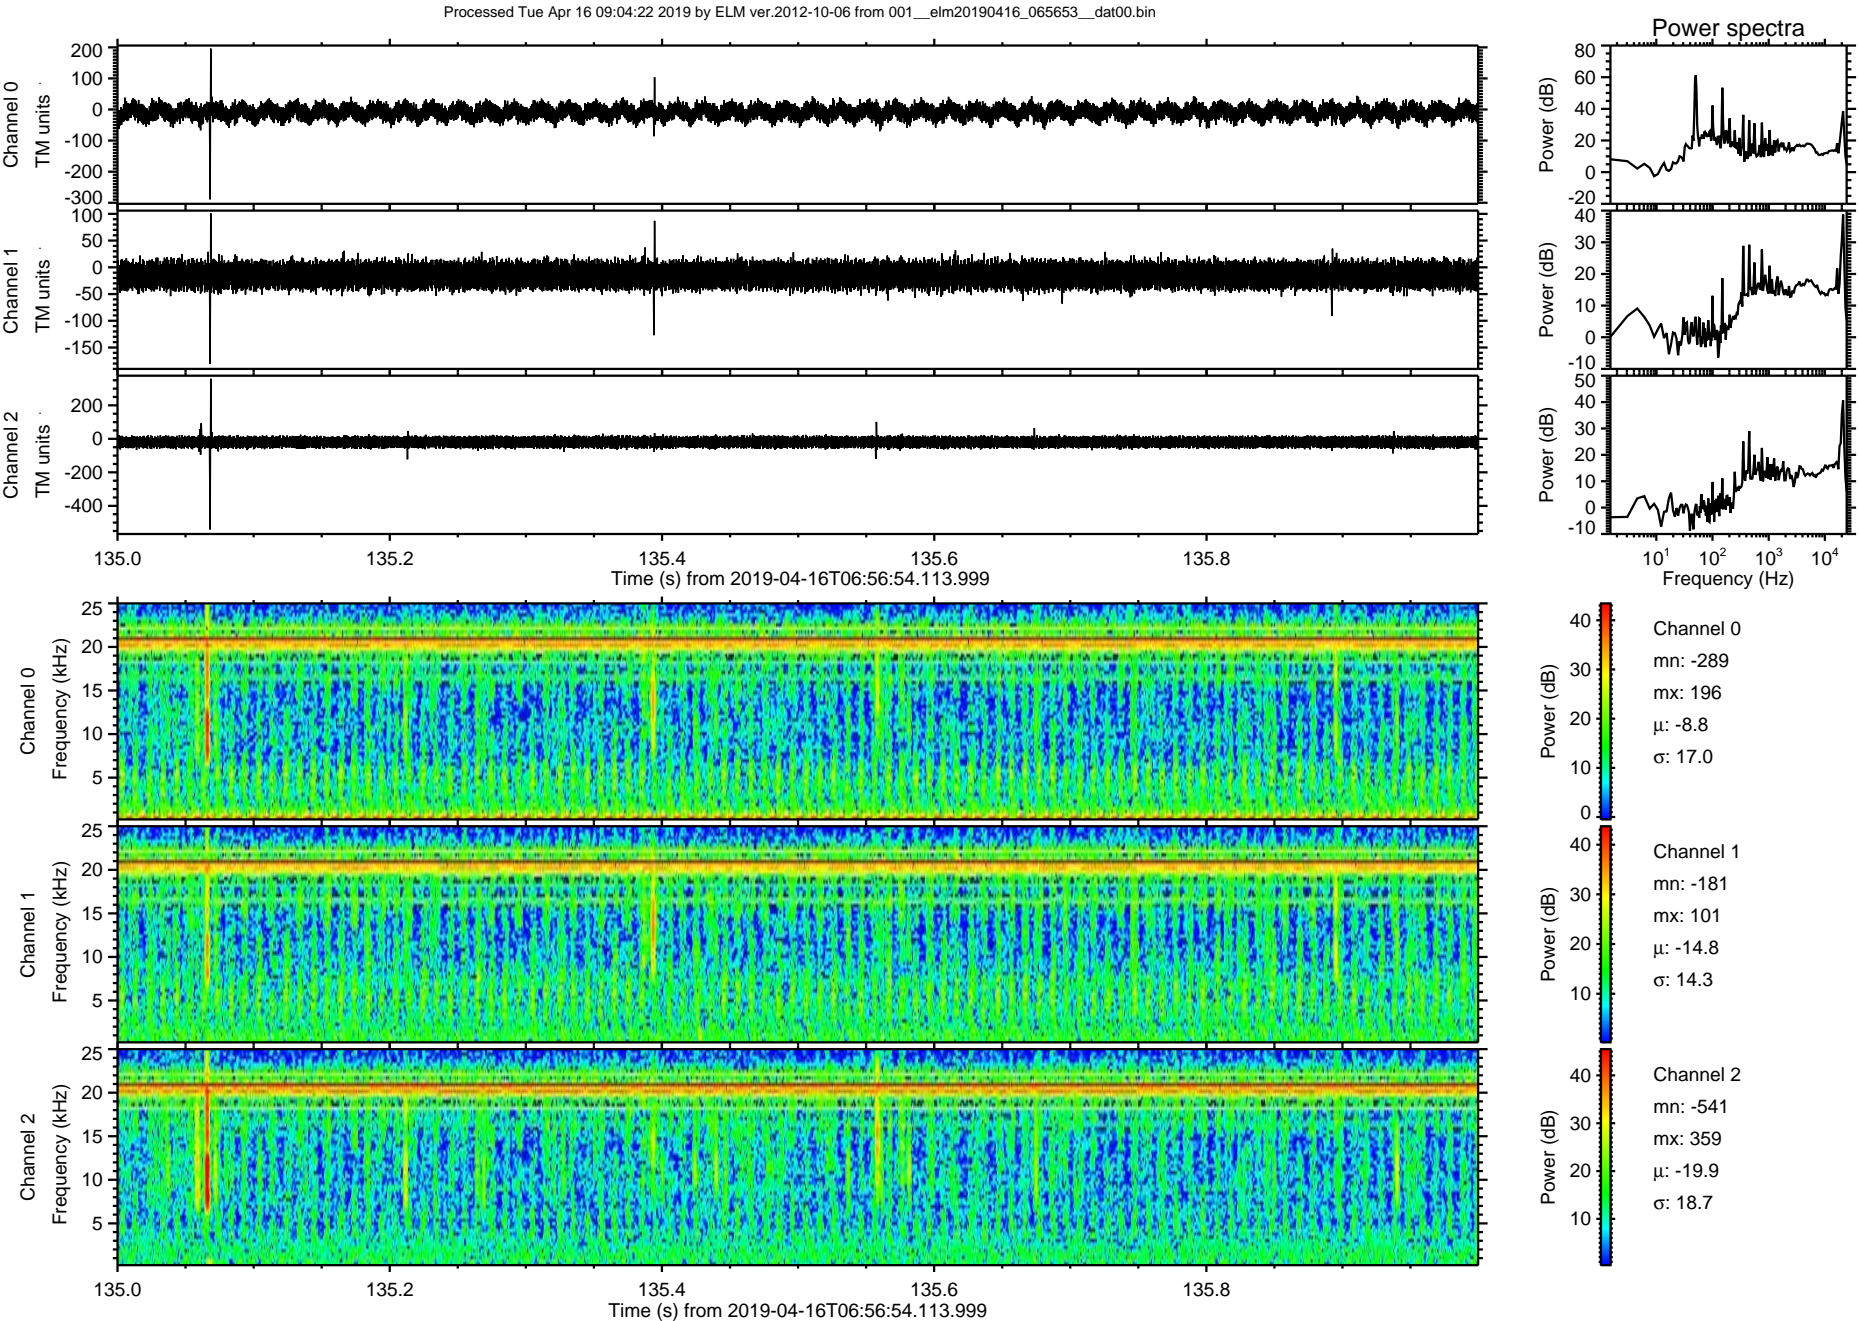 Processed Tue Apr 16 09:04:22 2019 by ELM ver.2012-10-06 from 001__elm20190416_065653__dat00.bin
Power spectra
Channel 0
TM units
200
100
0
-100
-200
-300
Power (dB)
80
60
40
20
0
-20
Channel 1
TM units
100
50
0
-50
-100
-150
Power (dB)
40
30
20
10
0
-10
Channel 2
TM units
200
0
-200
-400
Power (dB)
50
40
30
20
10
0
-10
135.0 135.2 135.4 135.6 135.8
Time (s) from 2019-04-16T06:56:54.113.999
10¹ 10² 10³ 10⁴
Frequency (Hz)
Channel 0
Frequency (kHz)
25
20
15
10
5
Power (dB)
40
30
20
10
0
Channel 0
mn: -289
mx: 196
μ: -8.8
σ: 17.0
Channel 1
Frequency (kHz)
25
20
15
10
5
Power (dB)
40
30
20
10
Channel 1
mn: -181
mx: 101
μ: -14.8
σ: 14.3
Channel 2
Frequency (kHz)
25
20
15
10
5
Power (dB)
40
30
20
10
Channel 2
mn: -541
mx: 359
μ: -19.9
σ: 18.7
135.0 135.2 135.4 135.6 135.8
Time (s) from 2019-04-16T06:56:54.113.999